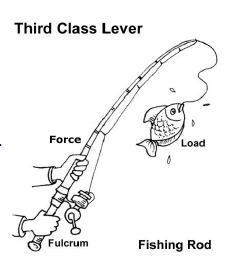 Third Class Lever
Force
Load
Fulcrum
Fishing Rod